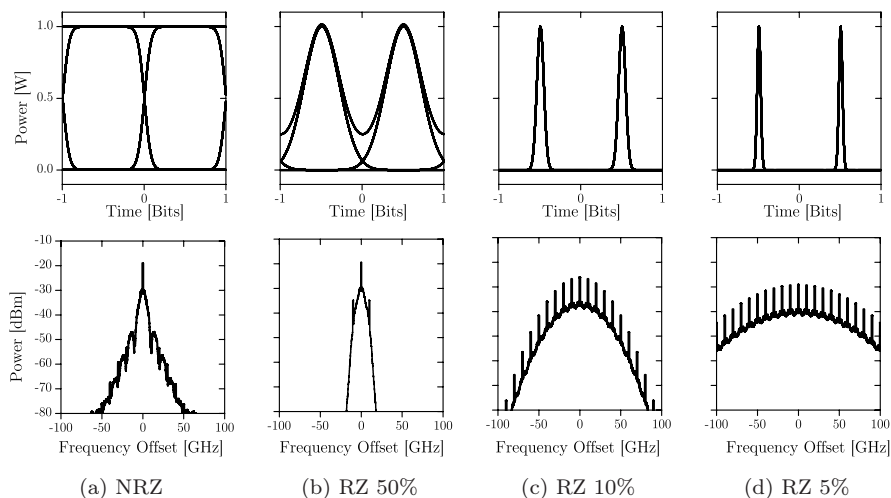 1.0
0.5
0.0
Power [W]
-1 0 1
Time [Bits]
-1 0 1
Time [Bits]
-1 0 1
Time [Bits]
-1 0 1
Time [Bits]
-10
-20
-30
-40
-50
-60
-70
-80
Power [dBm]
-100 -50 0 50 100
Frequency Offset [GHz]
-100 -50 0 50 100
Frequency Offset [GHz]
-100 -50 0 50 100
Frequency Offset [GHz]
-100 -50 0 50 100
Frequency Offset [GHz]
(a) NRZ
(b) RZ 50%
(c) RZ 10%
(d) RZ 5%